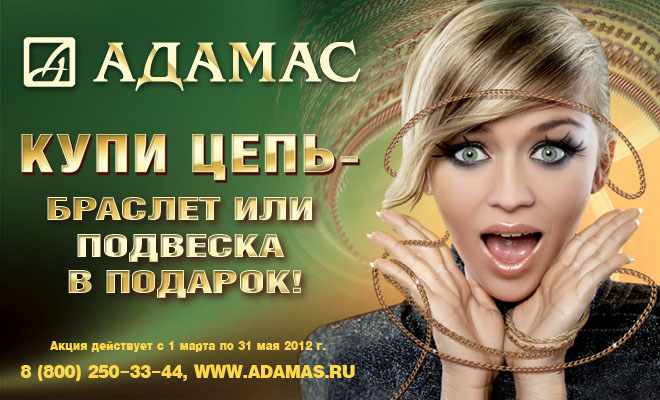 АДАМАС
КУПИ ЦЕПЬ-
БРАСЛЕТ ИЛИ
ПОДВЕСКА
В ПОДАРОК!
Акция действует с 1 марта по 31 мая 2012 г.
8 (800) 250-33-44, WWW.ADAMAS.RU